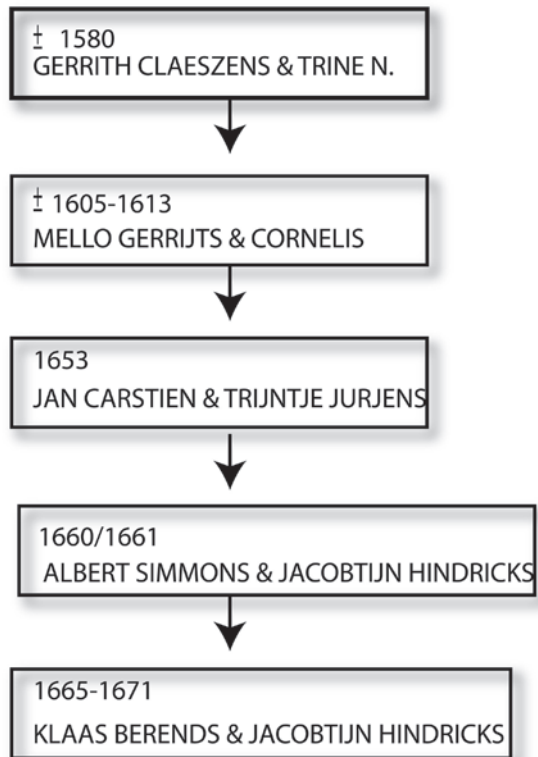 ± 1580
GERRITH CLAESZENS & TRINE N.
± 1605-1613
MELLO GERRIJTS & CORNELIS
1653
JAN CARSTIEN & TRIJNTJE JURJENS
1660/1661
ALBERT SIMMONS & JACOBTIJN HINDRICKS
1665-1671
KLAAS BERENDS & JACOBTIJN HINDRICKS